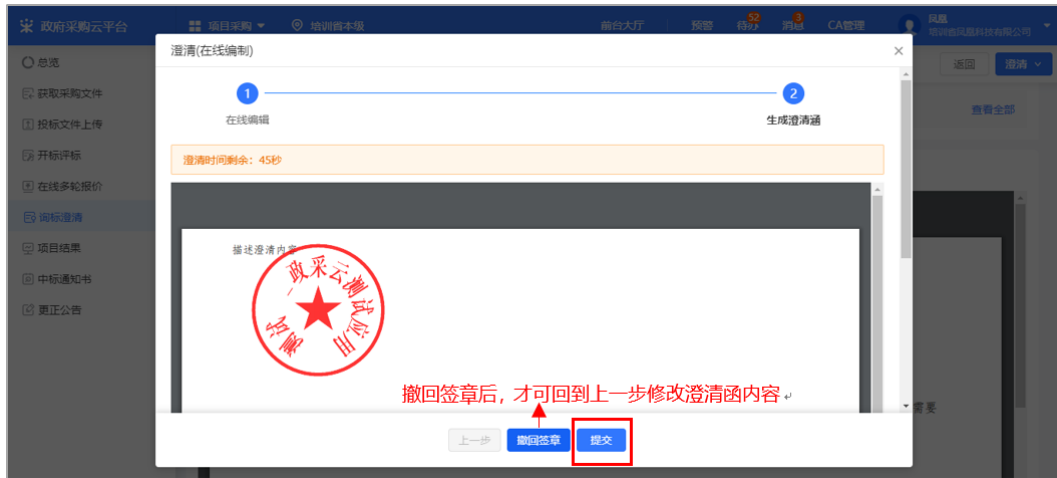 政府采购云平台
项目采购
培训省本级
前台大厅
预警
待办
52
消息
3
CA管理
凤凰
培训省凤凰科技有限公司
总览
获取采购文件
投标文件上传
开标评标
在线多轮报价
询标澄清
项目结果
中标通知书
更正公告
返回
澄清
查看全部
澄清(在线编制)
1
2
在线编辑
生成澄清函
澄清时间剩余：45秒
描述澄清内容
政采云测试应用
测试
撤回签章后，才可回到上一步修改澄清函内容
需要
上一步
撤回签章
提交